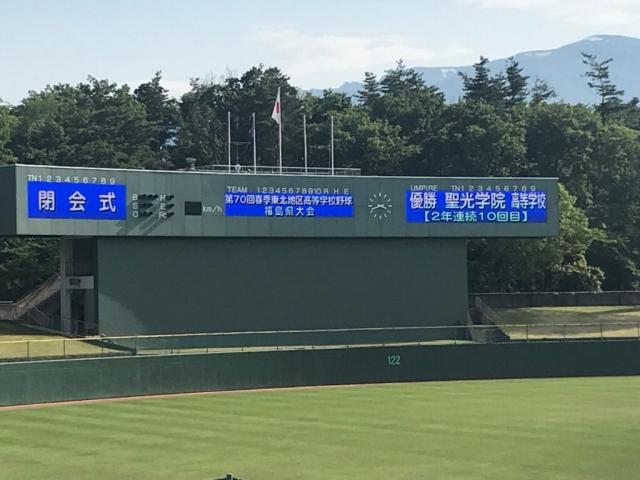 TN 1 2 3 4 5 6 7 8 9
閉会式
B
S
O
H
E
Fc
km/h
TEAM 1 2 3 4 5 6 7 8 9 10 R H E
第70回春季東北地区高等学校野球
福島県大会
UMPIRE TN 1 2 3 4 5 6 7 8 9
優勝 聖光学院 高等学校
【2年連続10回目】
122